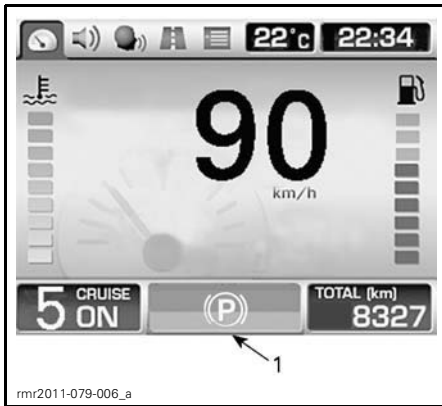 22°c 22:34
90
km/h
5 CRUISE ON
(P)
TOTAL (km)
8327
1
rmr2011-079-006_a